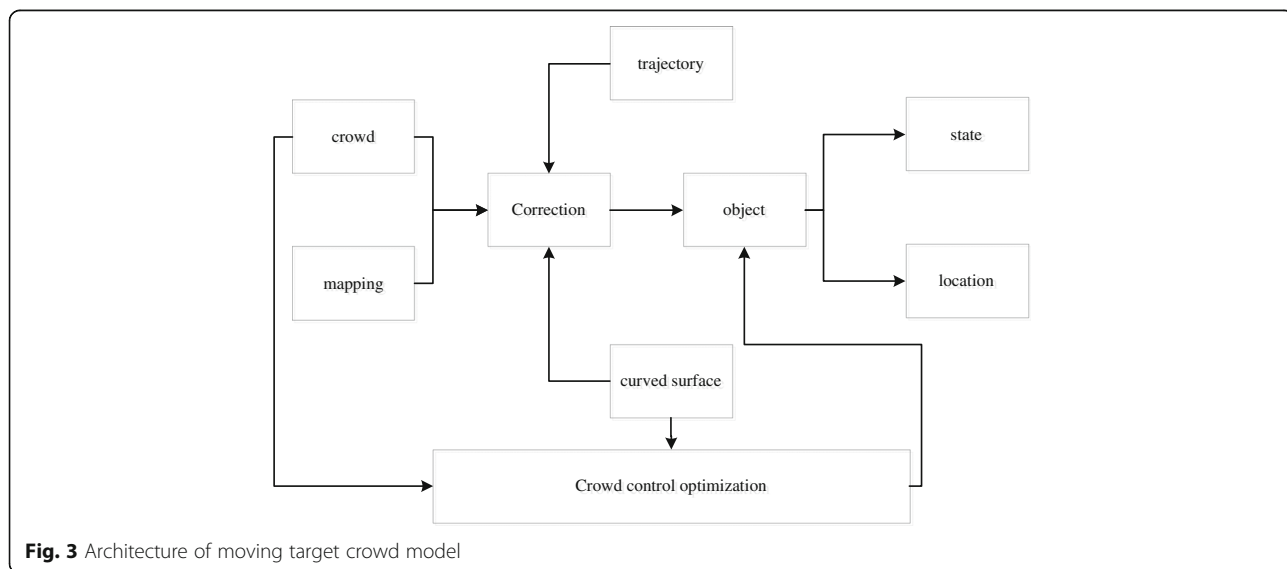 trajectory
crowd
state
Correction
object
mapping
location
curved surface
Crowd control optimization
Fig. 3 Architecture of moving target crowd model